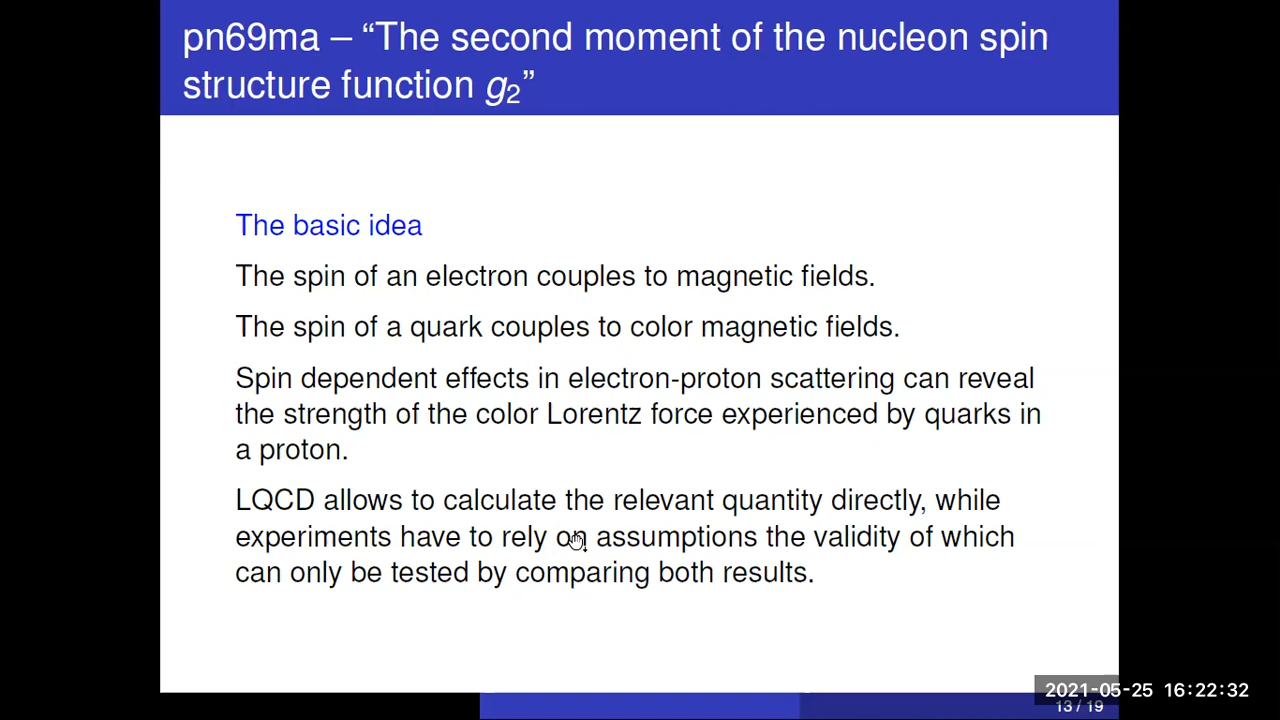 pn69ma – “The second moment of the nucleon spin
structure function g₂”
The basic idea
The spin of an electron couples to magnetic fields.
The spin of a quark couples to color magnetic fields.
Spin dependent effects in electron-proton scattering can reveal
the strength of the color Lorentz force experienced by quarks in
a proton.
LQCD allows to calculate the relevant quantity directly, while
experiments have to rely on assumptions the validity of which
can only be tested by comparing both results.
2021-05-25 16:22:32
13 / 19